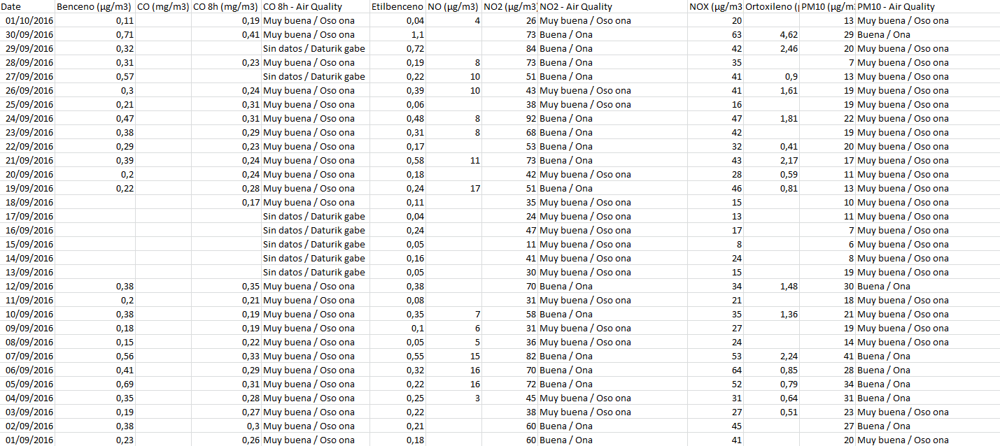 Date Benceno (µg/m3) CO (mg/m3) CO 8h (mg/m3) CO 8h - Air Quality Etilbenceno NO (µg/m3) NO2 (µg/m3) NO2 - Air Quality NOX (µg/m3 Ortoxileno (µ PM10 (µg/m3 PM10 - Air Quality
01/10/2016 0,11 0,19 Muy buena / Oso ona 0,04 4 26 Muy buena / Oso ona 20 13 Muy buena / Oso ona
30/09/2016 0,71 0,41 Muy buena / Oso ona 1,1 73 Buena / Ona 63 4,62 29 Buena / Ona
29/09/2016 0,32 Sin datos / Daturik gabe 0,72 84 Buena / Ona 42 2,46 20 Muy buena / Oso ona
28/09/2016 0,31 0,23 Muy buena / Oso ona 0,19 8 73 Buena / Ona 35 7 Muy buena / Oso ona
27/09/2016 0,57 Sin datos / Daturik gabe 0,22 10 51 Buena / Ona 41 0,9 13 Muy buena / Oso ona
26/09/2016 0,3 0,24 Muy buena / Oso ona 0,39 10 43 Muy buena / Oso ona 41 1,61 19 Muy buena / Oso ona
25/09/2016 0,21 0,31 Muy buena / Oso ona 0,06 38 Muy buena / Oso ona 16 19 Muy buena / Oso ona
24/09/2016 0,47 0,31 Muy buena / Oso ona 0,48 8 92 Buena / Ona 47 1,81 22 Muy buena / Oso ona
23/09/2016 0,38 0,29 Muy buena / Oso ona 0,31 8 68 Buena / Ona 42 19 Muy buena / Oso ona
22/09/2016 0,29 0,23 Muy buena / Oso ona 0,17 53 Buena / Ona 32 0,41 20 Muy buena / Oso ona
21/09/2016 0,39 0,24 Muy buena / Oso ona 0,58 11 73 Buena / Ona 43 2,17 17 Muy buena / Oso ona
20/09/2016 0,2 0,24 Muy buena / Oso ona 0,18 42 Muy buena / Oso ona 28 0,59 11 Muy buena / Oso ona
19/09/2016 0,22 0,28 Muy buena / Oso ona 0,24 17 51 Buena / Ona 46 0,81 13 Muy buena / Oso ona
18/09/2016 0,17 Muy buena / Oso ona 0,11 35 Muy buena / Oso ona 15 10 Muy buena / Oso ona
17/09/2016 Sin datos / Daturik gabe 0,04 24 Muy buena / Oso ona 13 11 Muy buena / Oso ona
16/09/2016 Sin datos / Daturik gabe 0,24 47 Muy buena / Oso ona 17 7 Muy buena / Oso ona
15/09/2016 Sin datos / Daturik gabe 0,05 11 Muy buena / Oso ona 8 6 Muy buena / Oso ona
14/09/2016 Sin datos / Daturik gabe 0,16 41 Muy buena / Oso ona 24 8 Muy buena / Oso ona
13/09/2016 Sin datos / Daturik gabe 0,05 30 Muy buena / Oso ona 15 19 Muy buena / Oso ona
12/09/2016 0,38 0,35 Muy buena / Oso ona 0,38 70 Buena / Ona 34 1,48 30 Buena / Ona
11/09/2016 0,2 0,21 Muy buena / Oso ona 0,08 31 Muy buena / Oso ona 21 18 Muy buena / Oso ona
10/09/2016 0,38 0,19 Muy buena / Oso ona 0,35 7 58 Buena / Ona 35 1,36 21 Muy buena / Oso ona
09/09/2016 0,18 0,19 Muy buena / Oso ona 0,1 6 31 Muy buena / Oso ona 27 19 Muy buena / Oso ona
08/09/2016 0,15 0,22 Muy buena / Oso ona 0,05 5 36 Muy buena / Oso ona 24 14 Muy buena / Oso ona
07/09/2016 0,56 0,33 Muy buena / Oso ona 0,55 15 82 Buena / Ona 53 2,24 41 Buena / Ona
06/09/2016 0,41 0,29 Muy buena / Oso ona 0,32 16 70 Buena / Ona 64 0,85 28 Buena / Ona
05/09/2016 0,69 0,31 Muy buena / Oso ona 0,22 16 72 Buena / Ona 52 0,79 34 Buena / Ona
04/09/2016 0,35 0,28 Muy buena / Oso ona 0,25 3 45 Muy buena / Oso ona 31 0,64 31 Buena / Ona
03/09/2016 0,19 0,27 Muy buena / Oso ona 0,22 38 Muy buena / Oso ona 27 0,51 23 Muy buena / Oso ona
02/09/2016 0,38 0,3 Muy buena / Oso ona 0,21 60 Buena / Ona 45 27 Buena / Ona
01/09/2016 0,23 0,26 Muy buena / Oso ona 0,18 60 Buena / Ona 41 20 Muy buena / Oso ona